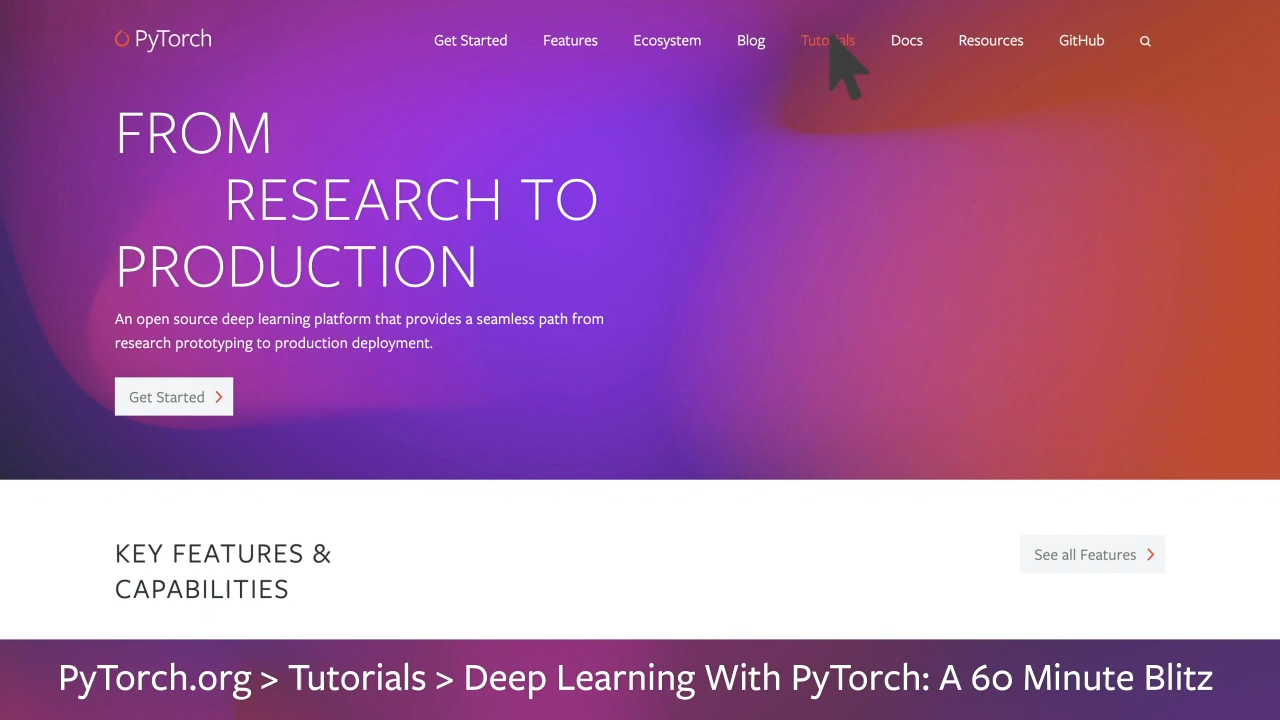 PyTorch
Get Started Features Ecosystem Blog Tutorials Docs Resources GitHub
FROM
RESEARCH TO
PRODUCTION
An open source deep learning platform that provides a seamless path from
research prototyping to production deployment.
Get Started
KEY FEATURES &
CAPABILITIES
See all Features
PyTorch.org > Tutorials > Deep Learning With PyTorch: A 60 Minute Blitz